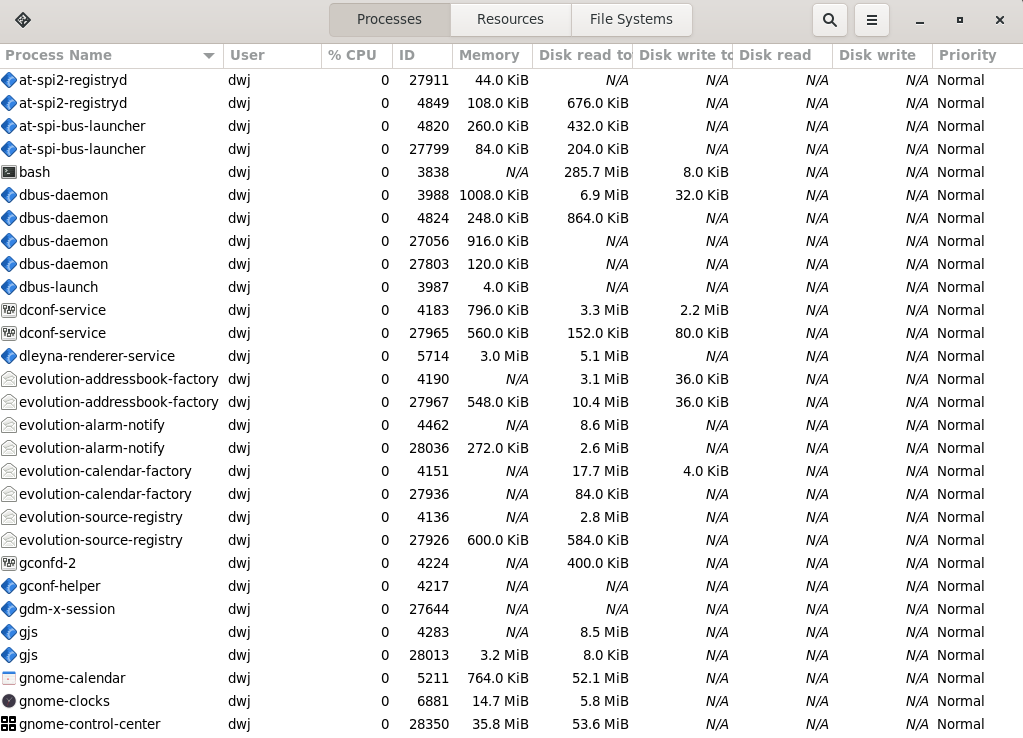 Processes Resources File Systems
Process Name User % CPU ID Memory Disk read to Disk write to Disk read Disk write Priority
at-spi2-registryd dwj 0 27911 44.0 KiB N/A N/A N/A N/A Normal
at-spi2-registryd dwj 0 4849 108.0 KiB 676.0 KiB N/A N/A N/A Normal
at-spi-bus-launcher dwj 0 4820 260.0 KiB 432.0 KiB N/A N/A N/A Normal
at-spi-bus-launcher dwj 0 27799 84.0 KiB 204.0 KiB N/A N/A N/A Normal
bash dwj 0 3838 N/A 285.7 MiB 8.0 KiB N/A N/A Normal
dbus-daemon dwj 0 3988 1008.0 KiB 6.9 MiB 32.0 KiB N/A N/A Normal
dbus-daemon dwj 0 4824 248.0 KiB 864.0 KiB N/A N/A N/A Normal
dbus-daemon dwj 0 27056 916.0 KiB N/A N/A N/A N/A Normal
dbus-daemon dwj 0 27803 120.0 KiB N/A N/A N/A N/A Normal
dbus-launch dwj 0 3987 4.0 KiB N/A N/A N/A N/A Normal
dconf-service dwj 0 4183 796.0 KiB 3.3 MiB 2.2 MiB N/A N/A Normal
dconf-service dwj 0 27965 560.0 KiB 152.0 KiB 80.0 KiB N/A N/A Normal
dleyna-renderer-service dwj 0 5714 3.0 MiB 5.1 MiB N/A N/A N/A Normal
evolution-addressbook-factory dwj 0 4190 N/A 3.1 MiB 36.0 KiB N/A N/A Normal
evolution-addressbook-factory dwj 0 27967 548.0 KiB 10.4 MiB 36.0 KiB N/A N/A Normal
evolution-alarm-notify dwj 0 4462 N/A 8.6 MiB N/A N/A N/A Normal
evolution-alarm-notify dwj 0 28036 272.0 KiB 2.6 MiB N/A N/A N/A Normal
evolution-calendar-factory dwj 0 4151 N/A 17.7 MiB 4.0 KiB N/A N/A Normal
evolution-calendar-factory dwj 0 27936 N/A 84.0 KiB N/A N/A N/A Normal
evolution-source-registry dwj 0 4136 N/A 2.8 MiB N/A N/A N/A Normal
evolution-source-registry dwj 0 27926 600.0 KiB 584.0 KiB N/A N/A N/A Normal
gconfd-2 dwj 0 4224 N/A 400.0 KiB N/A N/A N/A Normal
gconf-helper dwj 0 4217 N/A N/A N/A N/A N/A Normal
gdm-x-session dwj 0 27644 N/A N/A N/A N/A N/A Normal
gjs dwj 0 4283 N/A 8.5 MiB N/A N/A N/A Normal
gjs dwj 0 28013 3.2 MiB 8.0 KiB N/A N/A N/A Normal
gnome-calendar dwj 0 5211 764.0 KiB 52.1 MiB N/A N/A N/A Normal
gnome-clocks dwj 0 6881 14.7 MiB 5.8 MiB N/A N/A N/A Normal
gnome-control-center dwj 0 28350 35.8 MiB 53.6 MiB N/A N/A N/A Normal